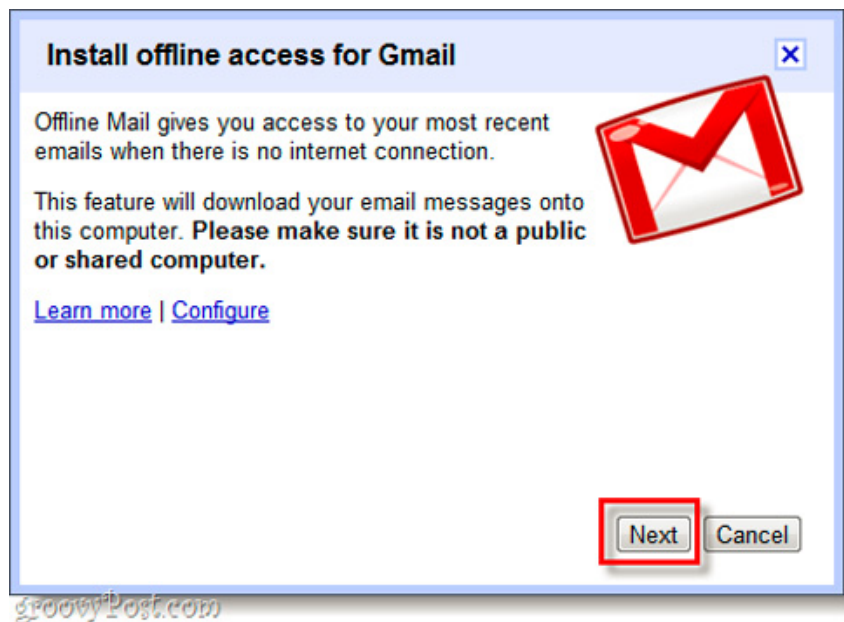 Install offline access for Gmail
Offline Mail gives you access to your most recent
emails when there is no internet connection.
This feature will download your email messages onto
this computer. Please make sure it is not a public
or shared computer.
Learn more | Configure
Next Cancel
groovyPost.com